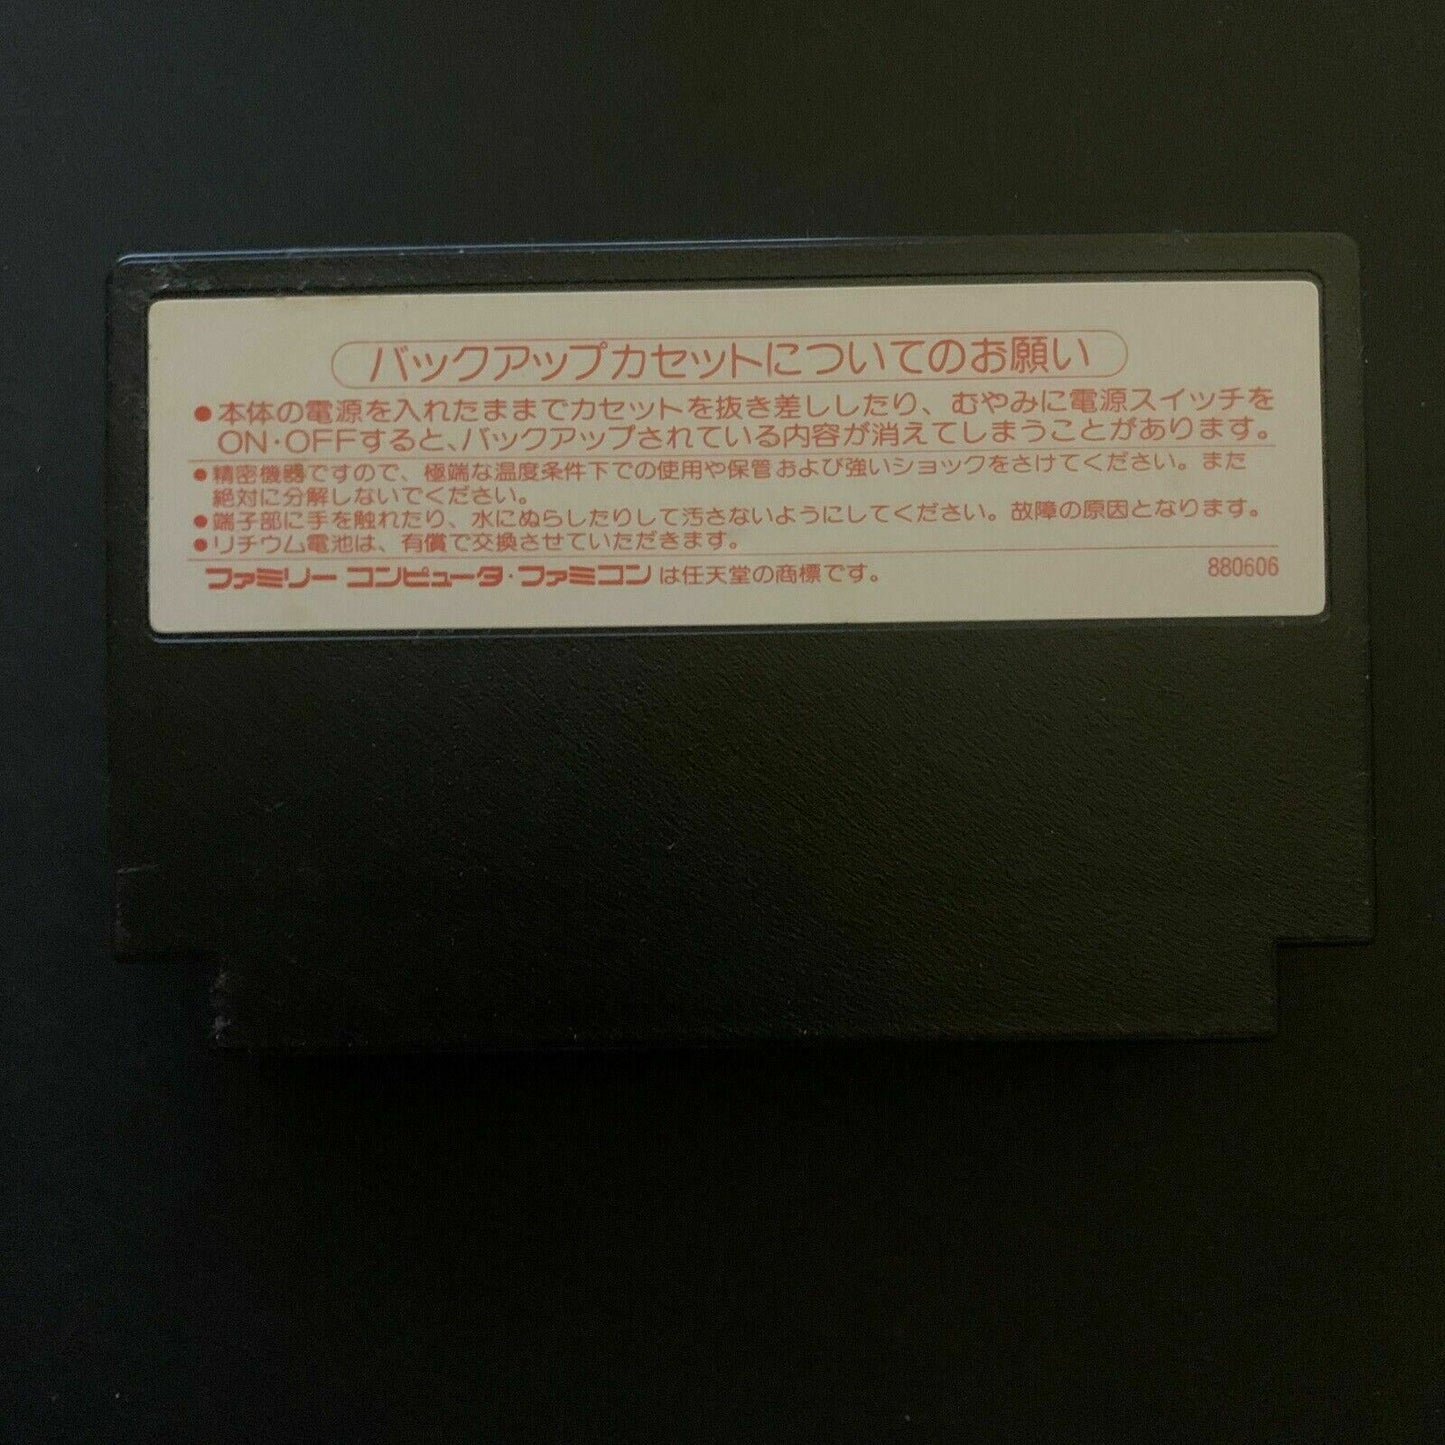 バックアップカセットについてのお願い
●本体の電源を入れたままでカセットを抜き差ししたり、むやみに電源スイッチを
ON・OFFすると、バックアップされている内容が消えてしまうことがあります。
●精密機器ですので、極端な温度条件下での使用や保管および強いショックをさけてください。また
絶対に分解しないでください。
●端子部に手を触れたり、水にぬらしたりして汚さないようにしてください。故障の原因となります。
●リチウム電池は、有償で交換させていただきます。
ファミリー コンピュータ・ファミコンは任天堂の商標です。 880606